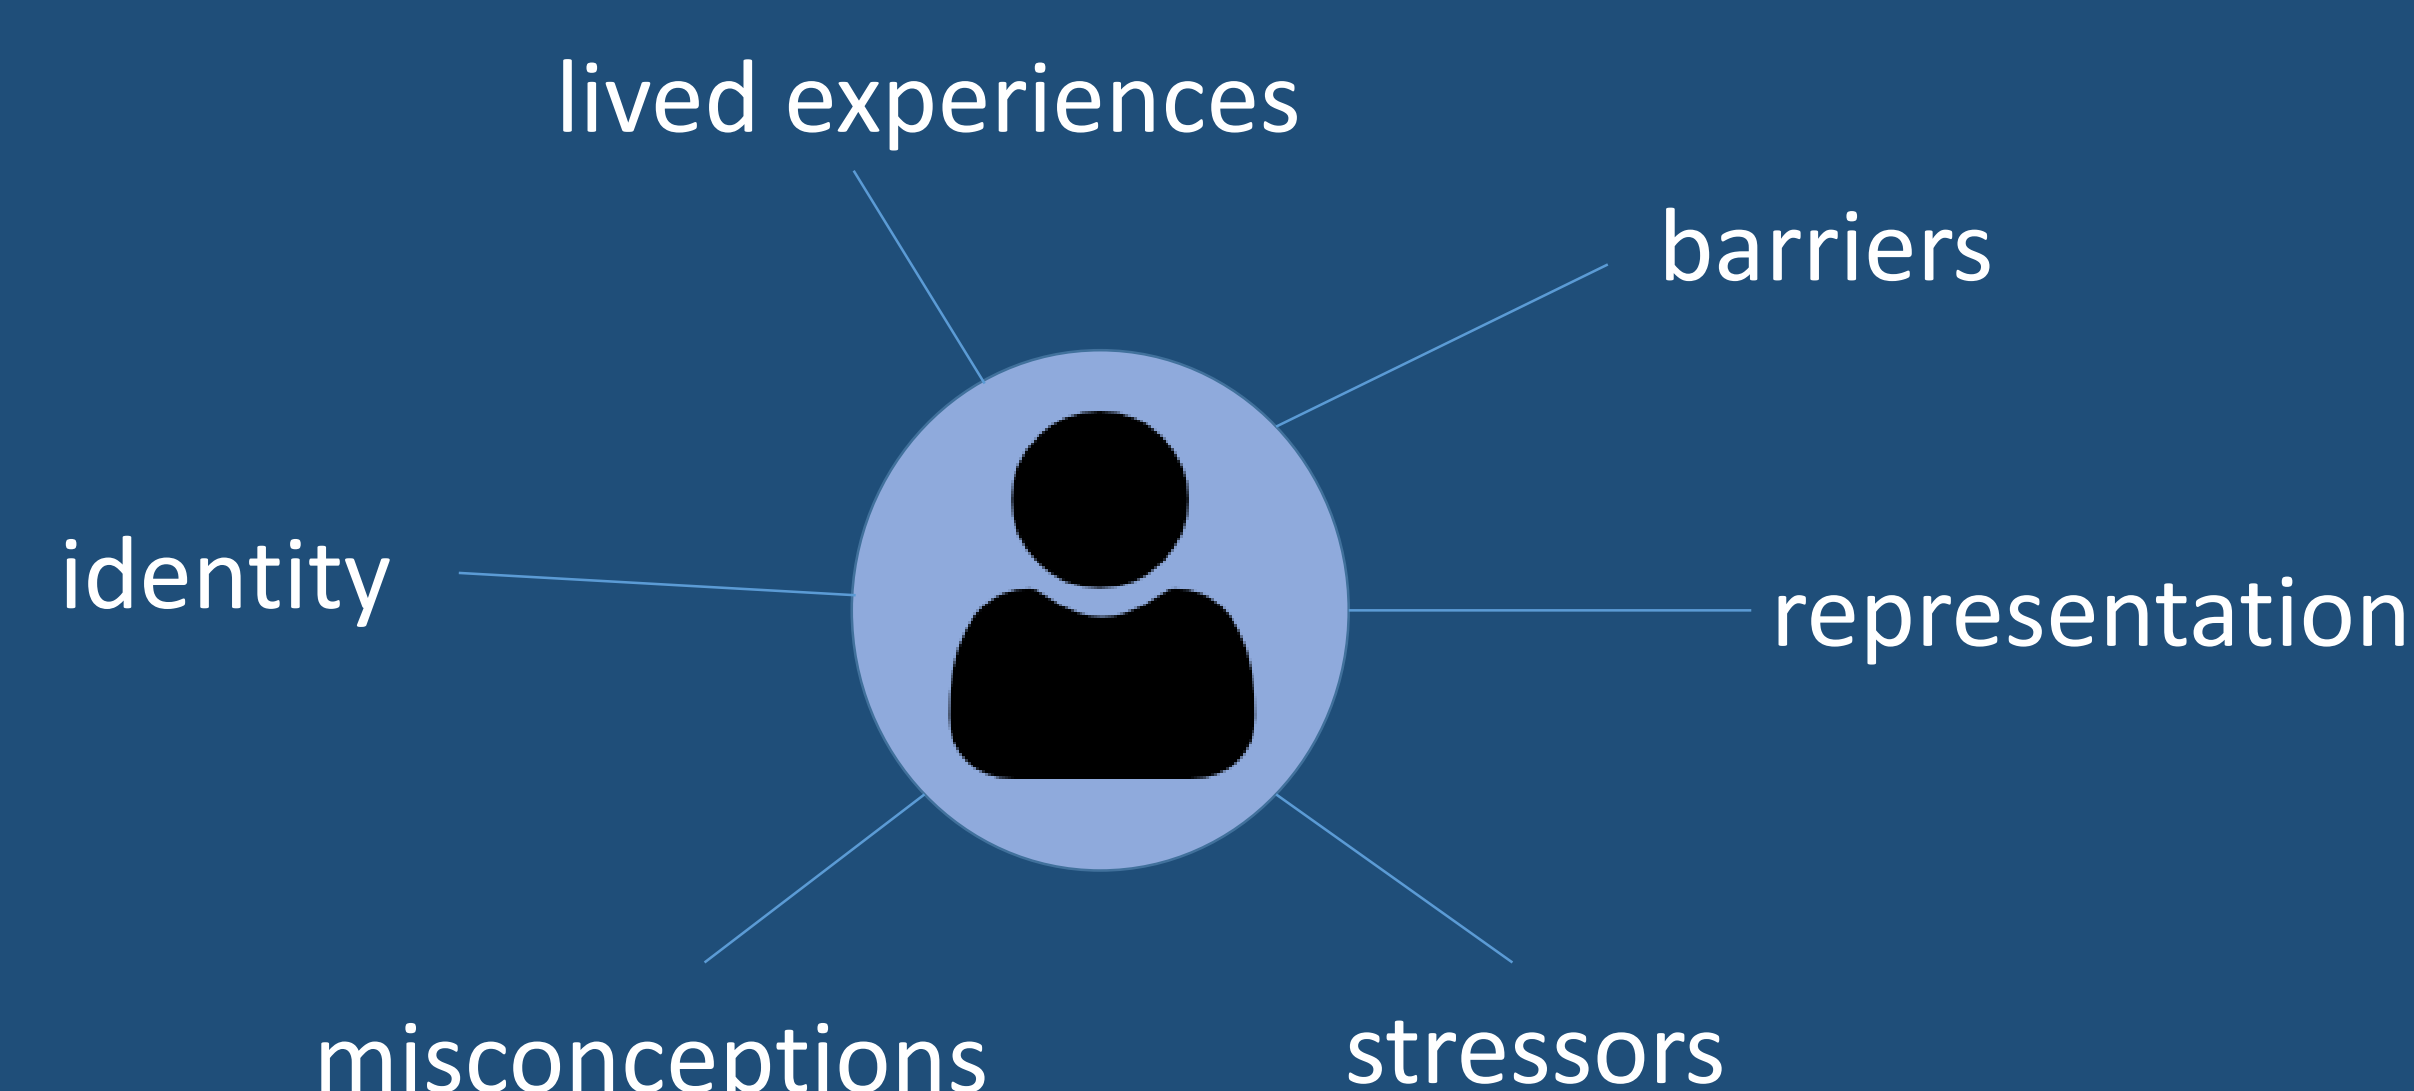 lived experiences
barriers
identity
representation
misconceptions
stressors